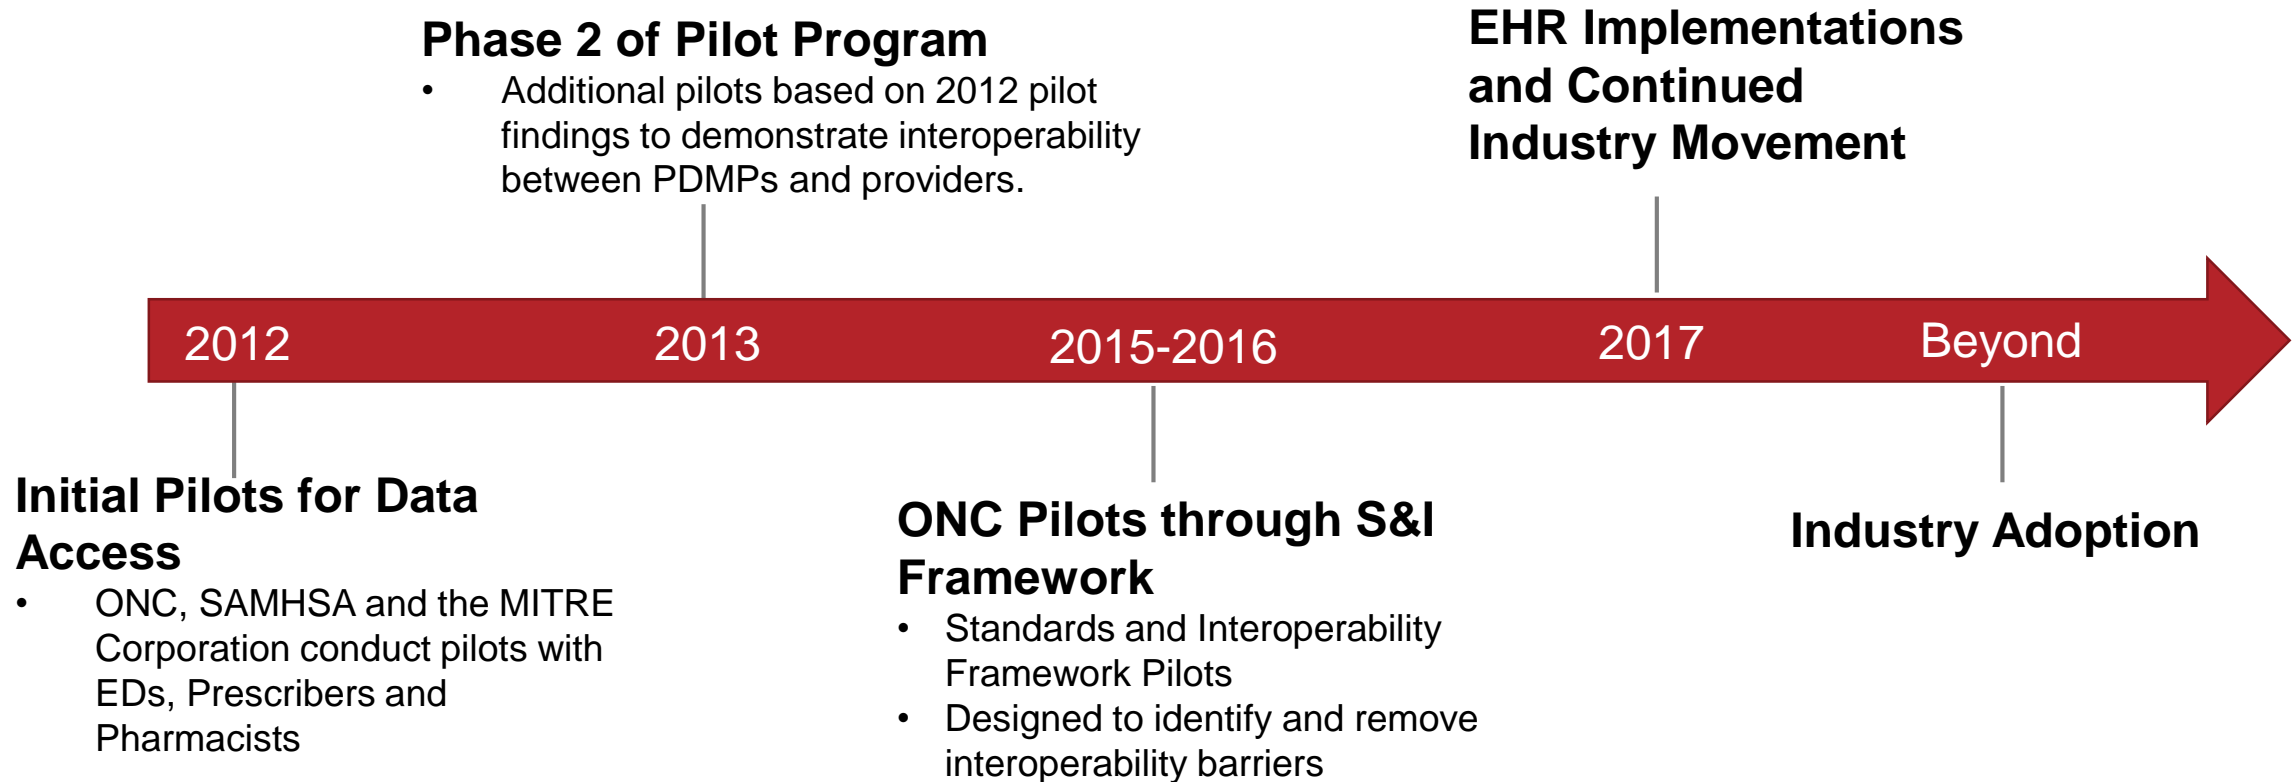 Phase 2 of Pilot Program
• Additional pilots based on 2012 pilot
findings to demonstrate interoperability
between PDMPs and providers.
EHR Implementations
and Continued
Industry Movement
2012
2013
2015-2016
2017
Beyond
Initial Pilots for Data
Access
• ONC, SAMHSA and the MITRE
Corporation conduct pilots with
EDs, Prescribers and
Pharmacists
ONC Pilots through S&I
Framework
• Standards and Interoperability
Framework Pilots
• Designed to identify and remove
interoperability barriers
Industry Adoption